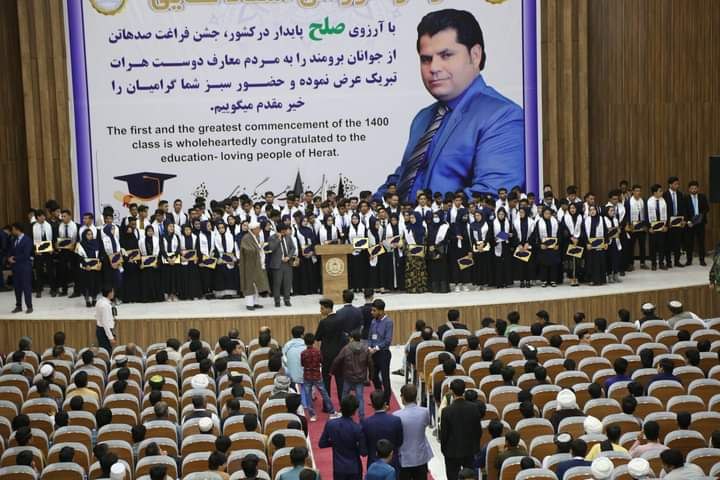 با آرزوی صلح پایدار در کشور، جشن فراغت صدهاتن
از جوانان برومند را به مردم معارف دوست هرات
تبریک عرض نموده و حضور سبز شما گرامیان را
خیر مقدم میگوییم.
The first and the greatest commencement of the 1400
class is wholeheartedly congratulated to the
education- loving people of Herat.